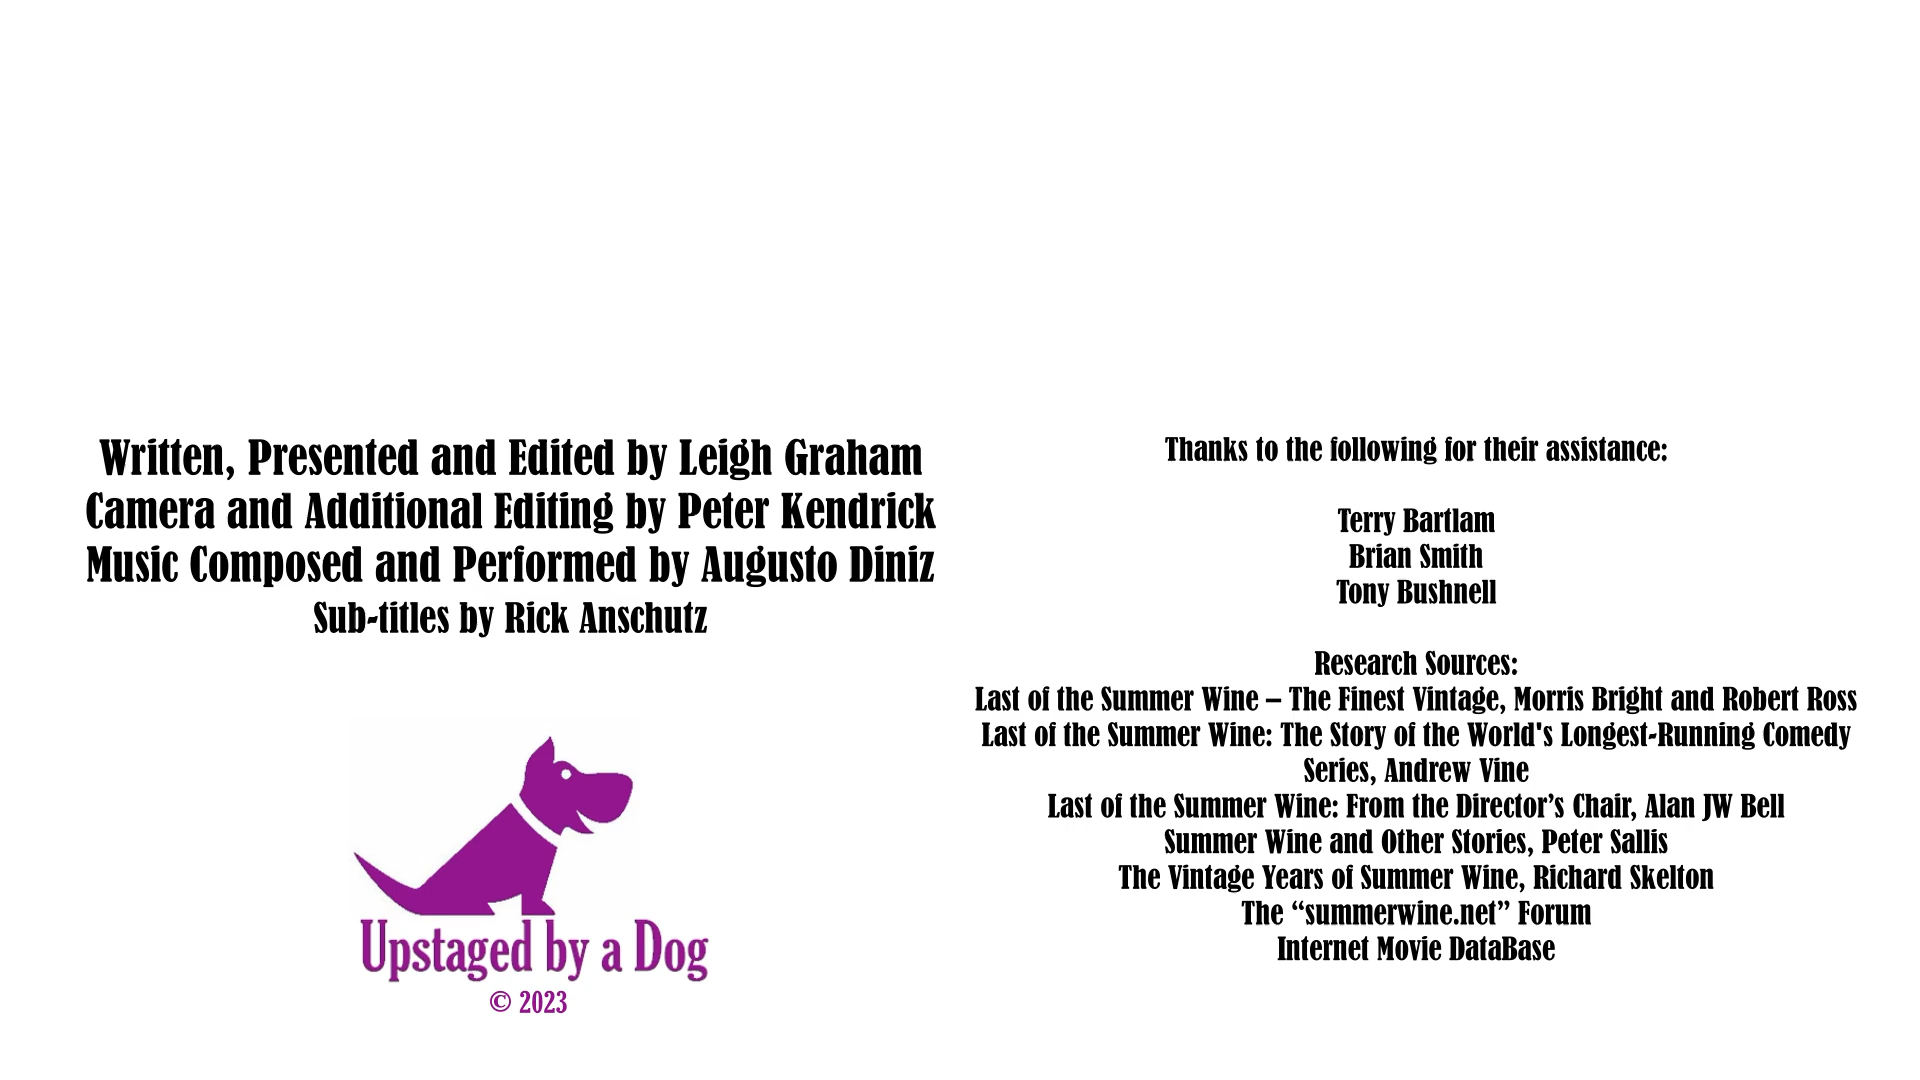 Written, Presented and Edited by Leigh Graham
Camera and Additional Editing by Peter Kendrick
Music Composed and Performed by Augusto Diniz
Sub-titles by Rick Anschutz
Upstaged by a Dog
© 2023
Thanks to the following for their assistance:
Terry Bartlam
Brian Smith
Tony Bushnell
Research Sources:
Last of the Summer Wine – The Finest Vintage, Morris Bright and Robert Ross
Last of the Summer Wine: The Story of the World's Longest-Running Comedy
Series, Andrew Vine
Last of the Summer Wine: From the Director’s Chair, Alan JW Bell
Summer Wine and Other Stories, Peter Sallis
The Vintage Years of Summer Wine, Richard Skelton
The “summerwine.net” Forum
Internet Movie DataBase